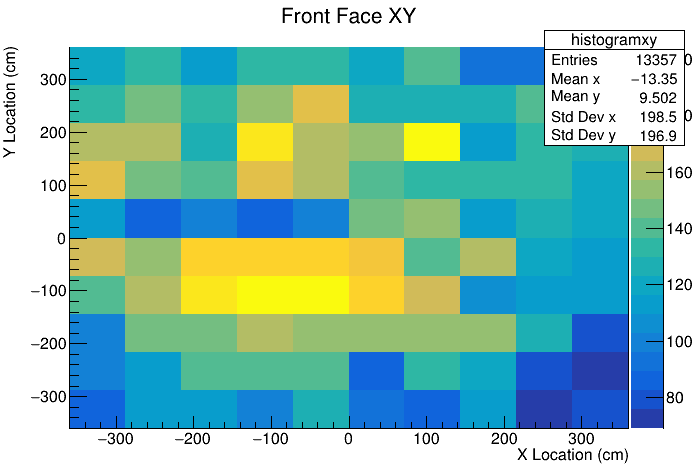 Front Face XY
histogramxy
Entries 13357
Mean x −13.35
Mean y 9.502
Std Dev x 198.5
Std Dev y 196.9
Y Location (cm)
300
200
100
0
−100
−200
−300
−300 −200 −100 0 100 200 300
X Location (cm)
0
0
160
140
120
100
80